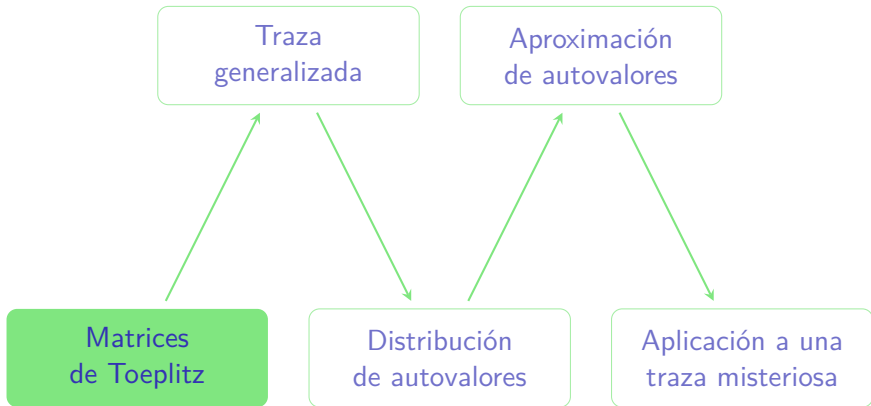 Traza
generalizada
Aproximación
de autovalores
Matrices
de Toeplitz
Distribución
de autovalores
Aplicación a una
traza misteriosa